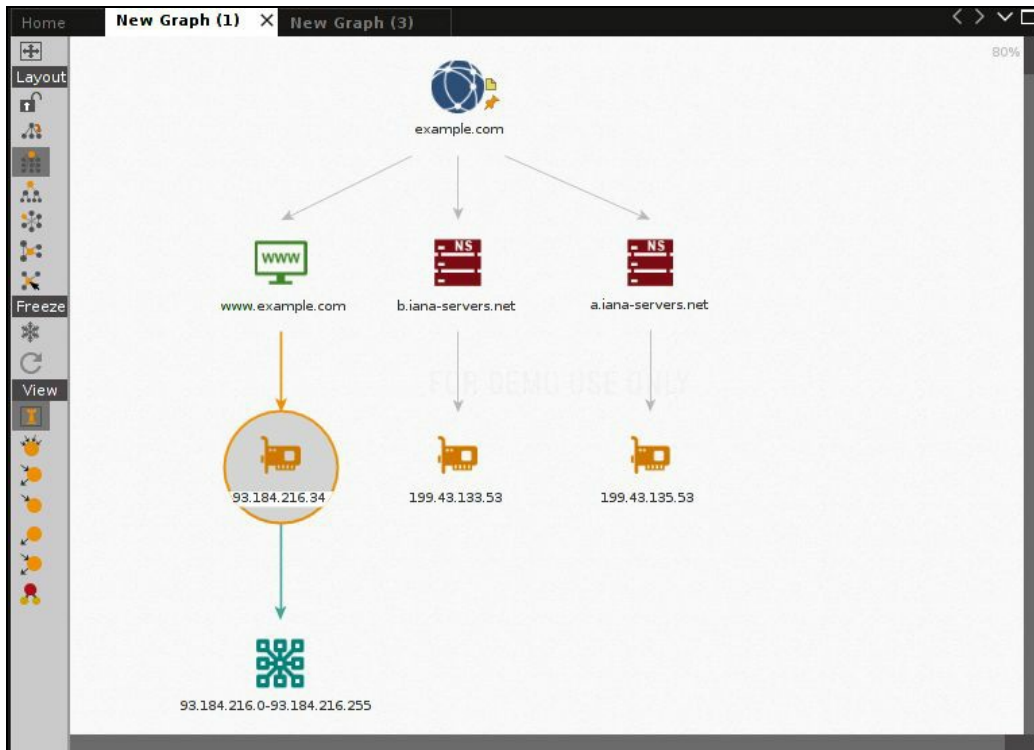 Home
New Graph (1)
New Graph (3)
80%
Layout
example.com
NS
NS
www
www.example.com
b.iana-servers.net
a.iana-servers.net
Freeze
FOR DEMO USE ONLY
View
93.184.216.34
199.43.133.53
199.43.135.53
93.184.216.0-93.184.216.255